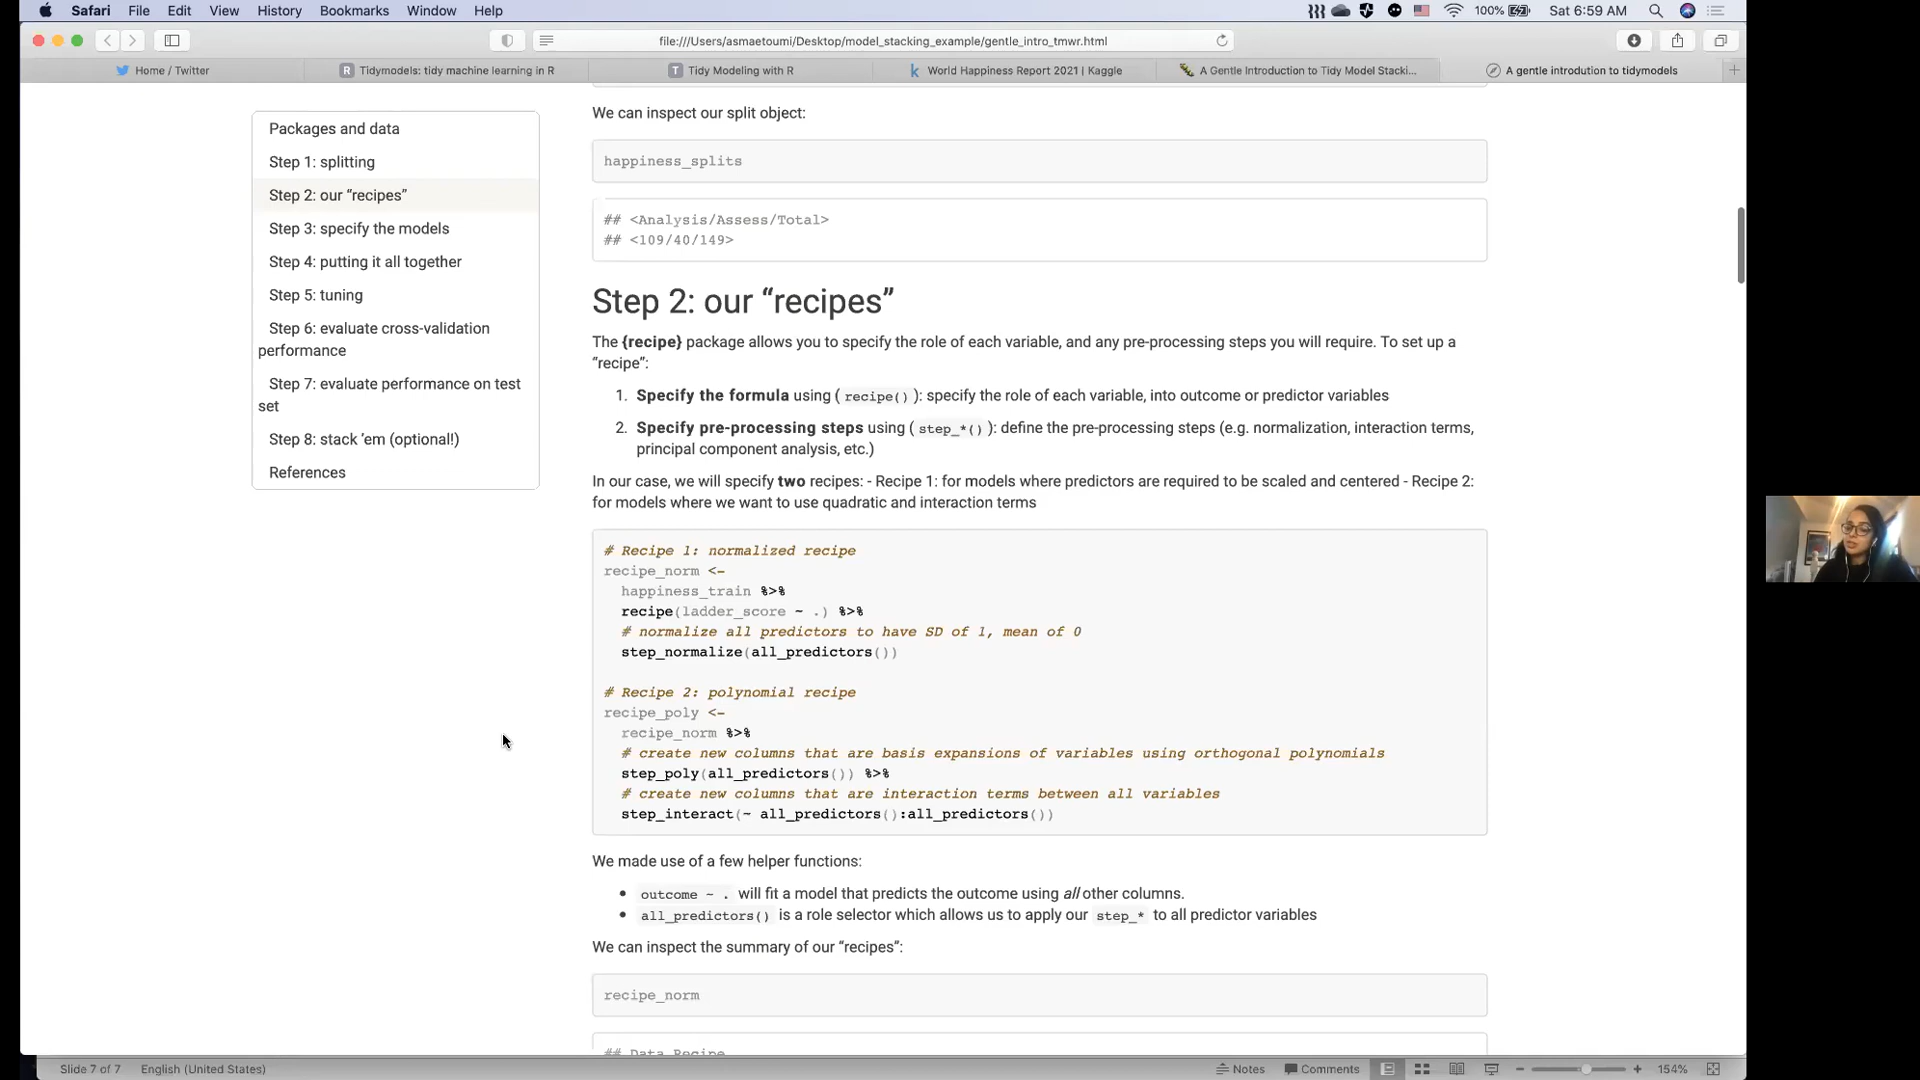 Safari File Edit View History Bookmarks Window Help 100% Sat 6:59 AM
file:///Users/asmaetoumi/Desktop/model_stacking_example/gentle_intro_tmwr.html
Home / Twitter Tidymodels: tidy machine learning in R Tidy Modeling with R World Happiness Report 2021 | Kaggle A Gentle Introduction to Tidy Model Stacki... A gentle introdution to tidymodels
Packages and data
Step 1: splitting
Step 2: our “recipes”
Step 3: specify the models
Step 4: putting it all together
Step 5: tuning
Step 6: evaluate cross-validation
performance
Step 7: evaluate performance on test
set
Step 8: stack ’em (optional!)
References
We can inspect our split object:
happiness_splits
## <Analysis/Assess/Total>
## <109/40/149>
Step 2: our “recipes”
The {recipe} package allows you to specify the role of each variable, and any pre-processing steps you will require. To set up a
“recipe”:
1. Specify the formula using ( recipe() ): specify the role of each variable, into outcome or predictor variables
2. Specify pre-processing steps using ( step_*() ): define the pre-processing steps (e.g. normalization, interaction terms,
principal component analysis, etc.)
In our case, we will specify two recipes: - Recipe 1: for models where predictors are required to be scaled and centered - Recipe 2:
for models where we want to use quadratic and interaction terms
# Recipe 1: normalized recipe
recipe_norm <-
happiness_train %>%
recipe(ladder_score ~ .) %>%
# normalize all predictors to have SD of 1, mean of 0
step_normalize(all_predictors())
# Recipe 2: polynomial recipe
recipe_poly <-
recipe_norm %>%
# create new columns that are basis expansions of variables using orthogonal polynomials
step_poly(all_predictors()) %>%
# create new columns that are interaction terms between all variables
step_interact(~ all_predictors():all_predictors())
We made use of a few helper functions:
• outcome ~ . will fit a model that predicts the outcome using all other columns.
• all_predictors() is a role selector which allows us to apply our step_* to all predictor variables
We can inspect the summary of our “recipes”:
recipe_norm
## Data Recipe
Slide 7 of 7 English (United States) Notes Comments 154%